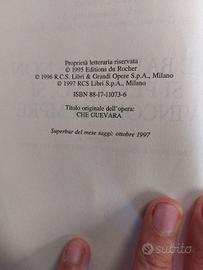 Proprietà letteraria riservata
© 1995 Editions du Rocher
© 1996 R.C.S. Libri & Grandi Opere S.p.A., Milano
© 1997 RCS Libri S.p.A., Milano
ISBN 88-17-11073-6
Titolo originale dell'opera:
CHE GUEVARA
Superbur del mese saggi: ottobre 1997
subito